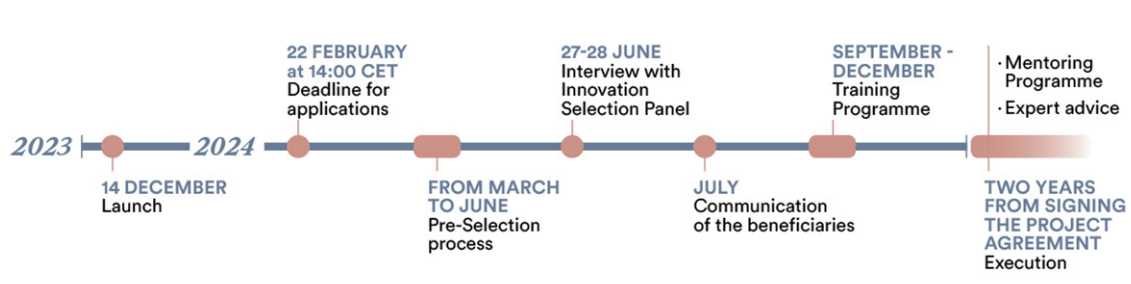 2023
14 DECEMBER
Launch
2024
22 FEBRUARY
at 14:00 CET
Deadline for
applications
FROM MARCH
TO JUNE
Pre-Selection
process
27-28 JUNE
Interview with
Innovation
Selection Panel
JULY
Communication
of the beneficiaries
SEPTEMBER -
DECEMBER
Training
Programme
· Mentoring
Programme
· Expert advice
TWO YEARS
FROM SIGNING
THE PROJECT
AGREEMENT
Execution